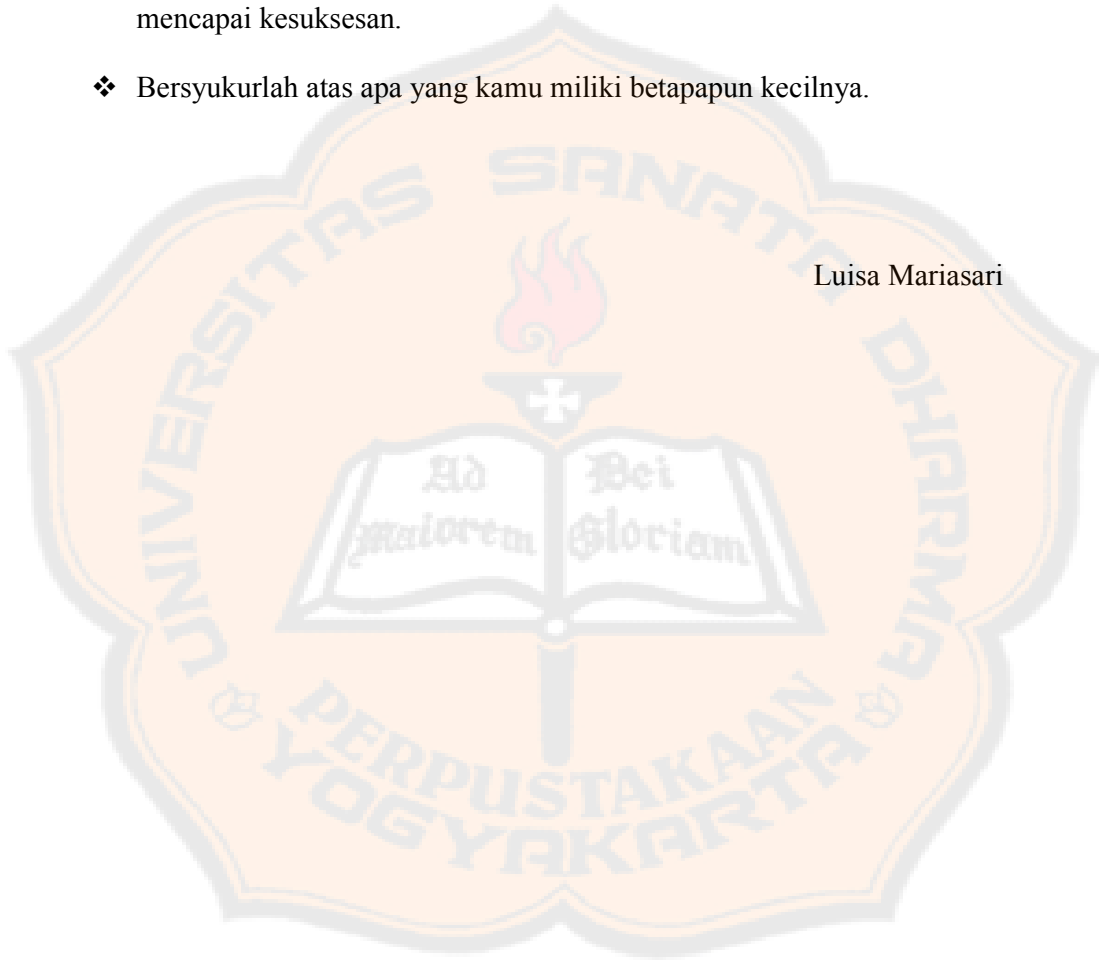 mencapai kesuksesan.
❖ Bersyukurlah atas apa yang kamu miliki betapapun kecilnya.
Luisa Mariasari
UNIVERSITAS SANATA DHARMA
Ad Dei
Maiorem Gloriam
PERPUSTAKAAN
YOGYAKARTA